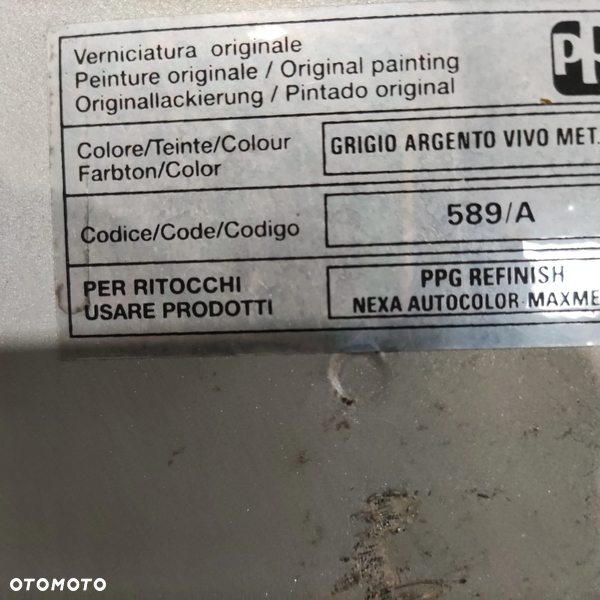 Verniciatura originale
Peinture originale / Original painting
Originallackierung / Pintado original
Colore/Teinte/Colour
Farbton/Color
GRIGIO ARGENTO VIVO MET.
Codice/Code/Codigo
589/A
PER RITOCCHI
USARE PRODOTTI
PPG REFINISH
NEXA AUTOCOLOR-MAXME
OTOMOTO